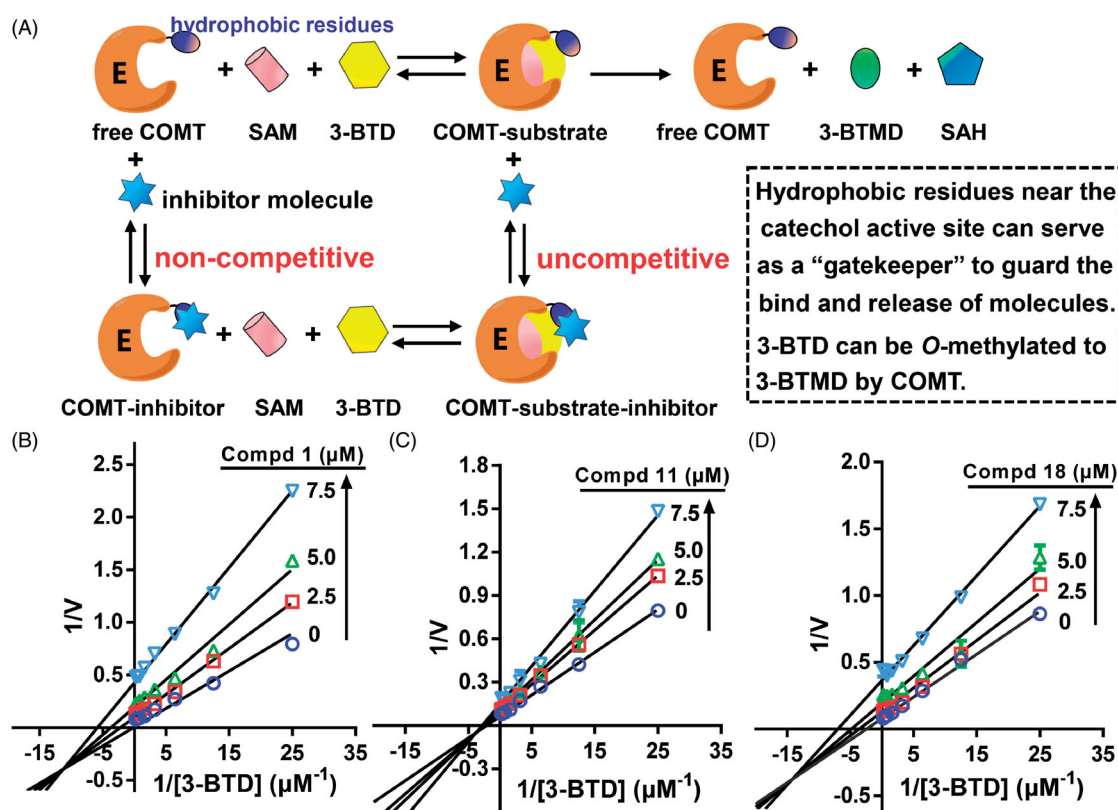 (A)
hydrophobic residues
E + + E E + +
free COMT SAM 3-BTD COMT-substrate free COMT 3-BTMD SAH
+ +
inhibitor molecule
non-competitive uncompetitive
E + + E
COMT-inhibitor SAM 3-BTD COMT-substrate-inhibitor
Hydrophobic residues near the
catechol active site can serve
as a “gatekeeper” to guard the
bind and release of molecules.
3-BTD can be O-methylated to
3-BTMD by COMT.
(B)
Compd 1 (μM)
7.5
5.0
2.5
0
1/V
2.5
2.0
1.5
1.0
0.5
-0.5
-15 -5 5 15 25 35
1/[3-BTD] (μM-1)
(C)
Compd 11 (μM)
7.5
5.0
2.5
0
1/V
1.8
1.5
1.2
0.9
0.6
0.3
-0.3
-15 -5 5 15 25 35
1/[3-BTD] (μM-1)
(D)
Compd 18 (μM)
7.5
5.0
2.5
0
1/V
2.0
1.5
1.0
0.5
-0.5
-15 -5 5 15 25 35
1/[3-BTD] (μM-1)